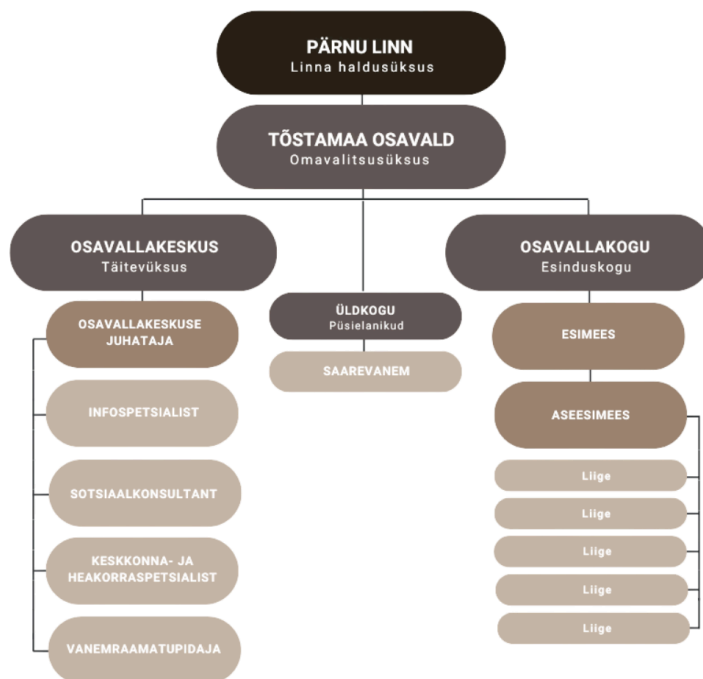 PÄRNU LINN
Linna haldusüksus
TÕSTAMAA OSAVALD
Omavalitsusüksus
OSAVALLAKESKUS
Täitevüksus
OSAVALLAKESKUSE
JUHATAJA
INFOSPETSIALIST
SOTSIAALKONSULTANT
KESKKONNA- JA
HEAKORRASPETSIALIST
VANEMRAAMATUPIDAJA
ÜLDKOGU
Püsielanikud
SAAREVANEM
OSAVALLAKOGU
Esinduskogu
ESIMEES
ASEESIMEES
Liige
Liige
Liige
Liige
Liige